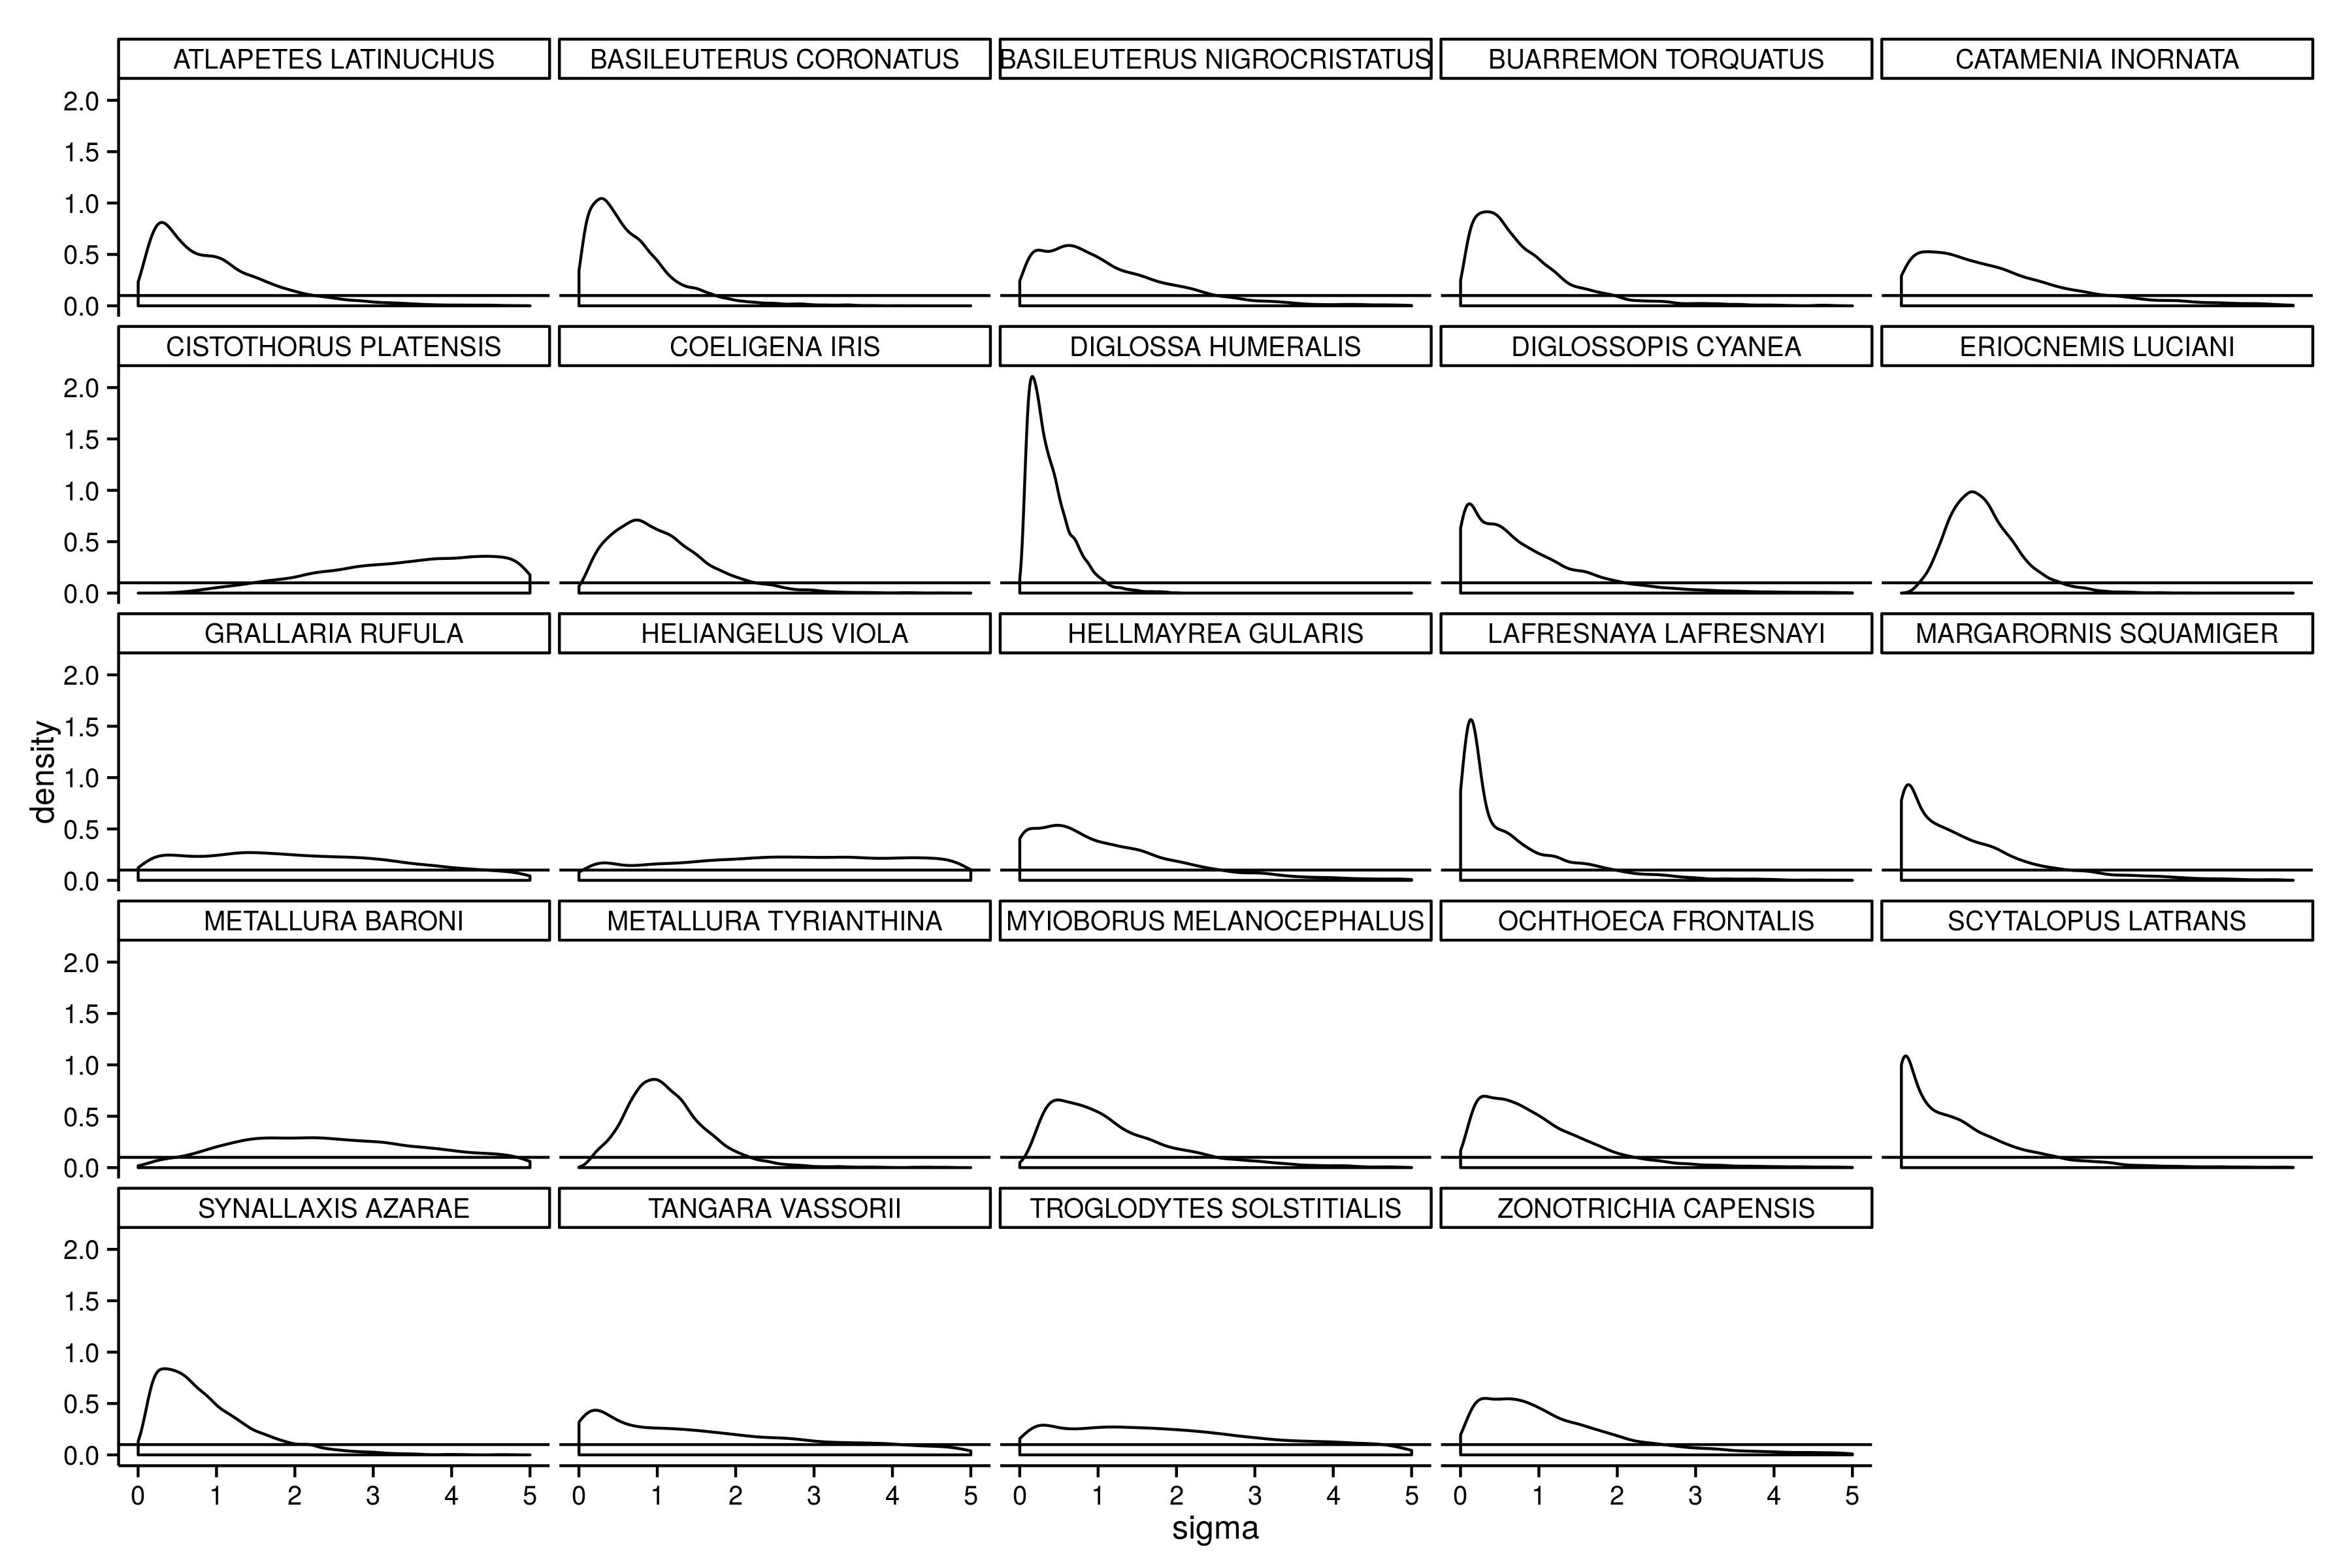 ATLAPETES LATINUCHUS
BASILEUTERUS CORONATUS
BASILEUTERUS NIGROCRISTATUS
BUARREMON TORQUATUS
CATAMENIA INORNATA
2.0
1.5
1.0
0.5
0.0
CISTOTHORUS PLATENSIS
COELIGENA IRIS
DIGLOSSA HUMERALIS
DIGLOSSOPIS CYANEA
ERIOCNEMIS LUCIANI
2.0
1.5
1.0
0.5
0.0
GRALLARIA RUFULA
HELIANGELUS VIOLA
HELLMAYREA GULARIS
LAFRESNAYA LAFRESNAYI
MARGARORNIS SQUAMIGER
2.0
1.5
1.0
0.5
0.0
density
METALLURA BARONI
METALLURA TYRIANTHINA
MYIOBORUS MELANOCEPHALUS
OCHTHOECA FRONTALIS
SCYTALOPUS LATRANS
2.0
1.5
1.0
0.5
0.0
SYNALLAXIS AZARAE
TANGARA VASSORII
TROGLODYTES SOLSTITIALIS
ZONOTRICHIA CAPENSIS
2.0
1.5
1.0
0.5
0.0
0 1 2 3 4 5
0 1 2 3 4 5
0 1 2 3 4 5
0 1 2 3 4 5
sigma